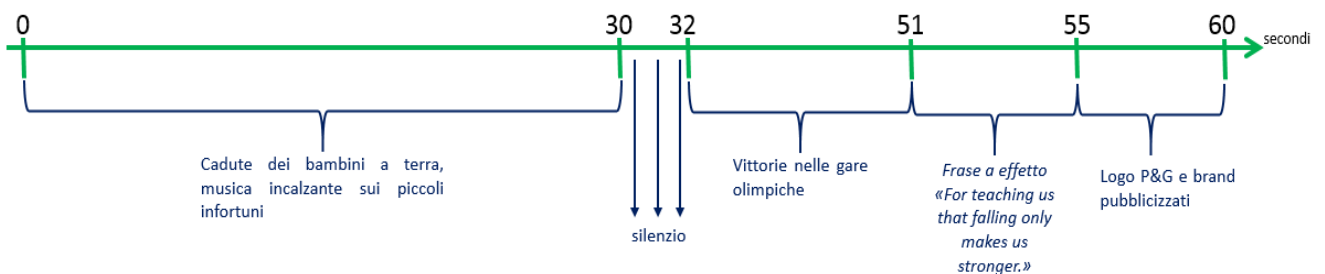 0 30 32 51 55 60
secondi
Cadute dei bambini a terra,
musica incalzante sui piccoli
infortuni
silenzio
Vittorie nelle gare
olimpiche
Frase a effetto
«For teaching us
that falling only
makes us
stronger.»
Logo P&G e brand
pubblicizzati